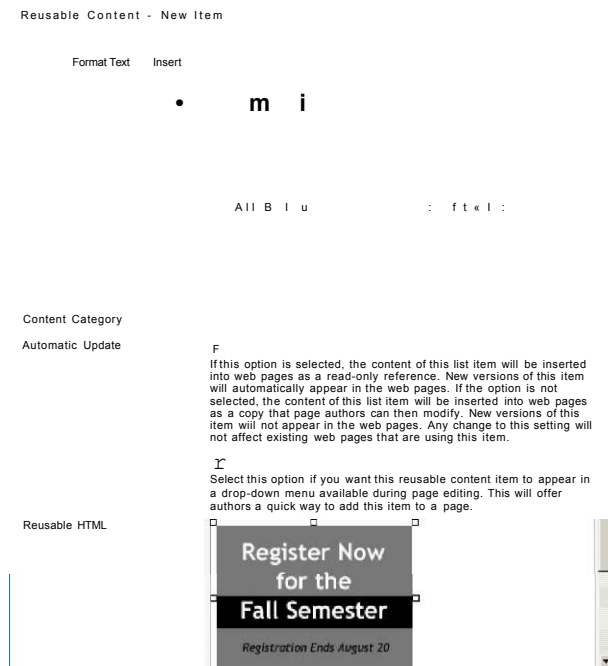 Reusable Content - New Item
Format Text Insert
• m i
All B I u : f t « I :
Content Category
Automatic Update
F
If this option is selected, the content of this list item will be inserted
into web pages as a read-only reference. New versions of this item
will automatically appear in the web pages. If the option is not
selected, the content of this list item will be inserted into web pages
as a copy that page authors can then modify. New versions of this
item wiil not appear in the web pages. Any change to this setting will
not affect existing web pages that are using this item.
r
Select this option if you want this reusable content item to appear in
a drop-down menu available during page editing. This will offer
authors a quick way to add this item to a page.
Reusable HTML
Register Now
for the
Fall Semester
Registration Ends August 20